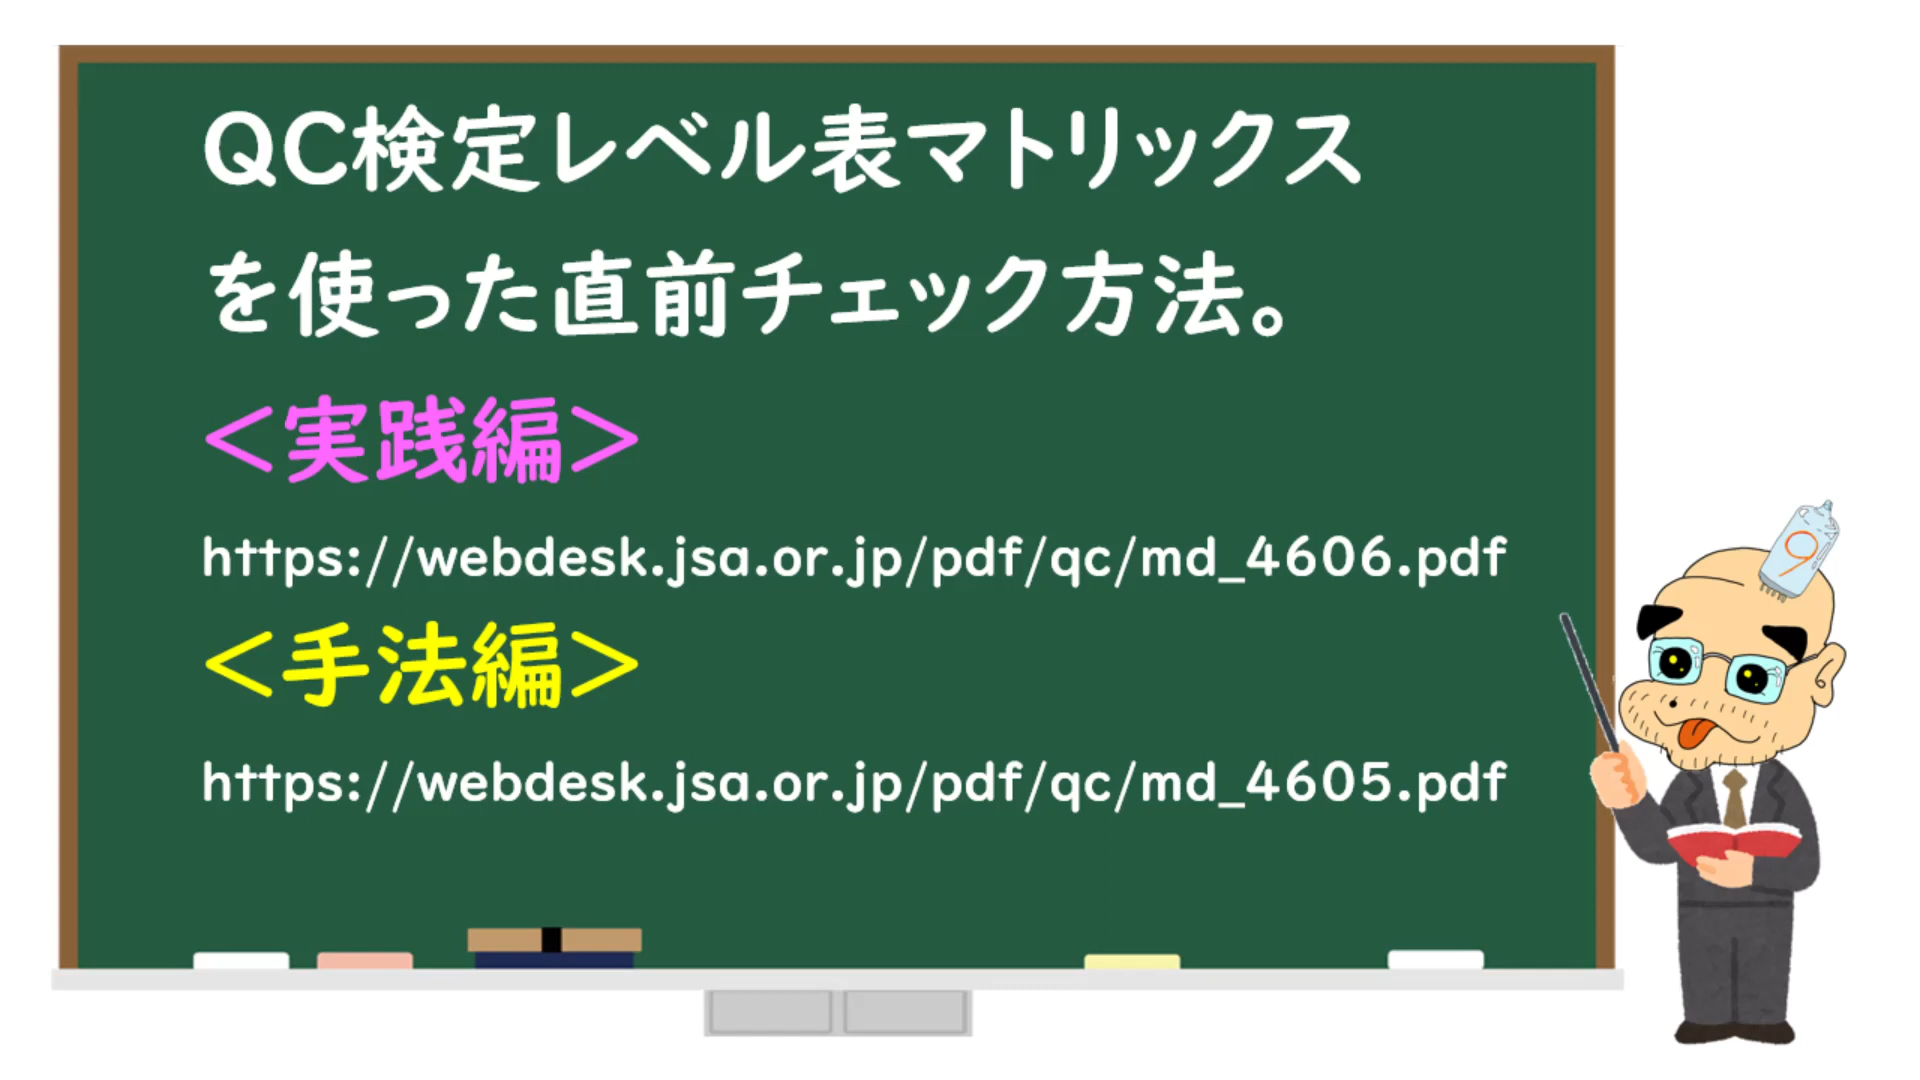 QC検定レベル表マトリックス
を使った直前チェック方法。
＜実践編＞
https://webdesk.jsa.or.jp/pdf/qc/md_4606.pdf
＜手法編＞
https://webdesk.jsa.or.jp/pdf/qc/md_4605.pdf
9